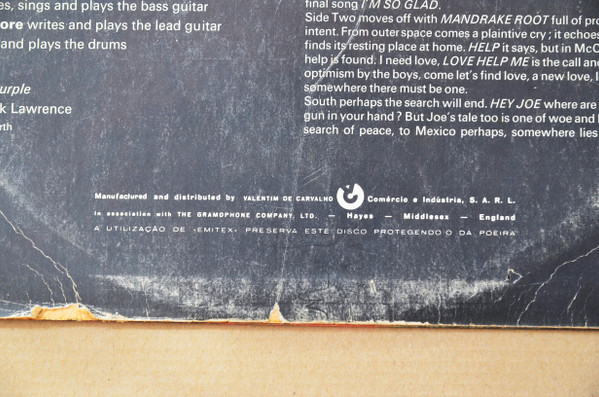 es, sings and plays the bass guitar
ore writes and plays the lead guitar
and plays the drums
urple
k Lawrence
rth
final song I'M SO GLAD.
Side Two moves off with MANDRAKE ROOT full of pro
intent. From outer space comes a plaintive cry ; it echoes
finds its resting place at home. HELP it says, but in McC
help is found. I need love, LOVE HELP ME is the call and
optimism by the boys, come let's find love, a new love, l
somewhere there must be one.
South perhaps the search will end. HEY JOE where are
gun in your hand ? But Joe's tale too is one of woe and
search of peace, to Mexico perhaps, somewhere lies
Manufactured and distributed by VALENTIM DE CARVALHO Comércio e Indústria, S. A. R. L.
in association with THE GRAMOPHONE COMPANY, LTD. — Hayes — Middlesex — England
A UTILIZAÇÃO DE «EMITEX» PRESERVA ESTE DISCO PROTEGENDO-O DA POEIRA